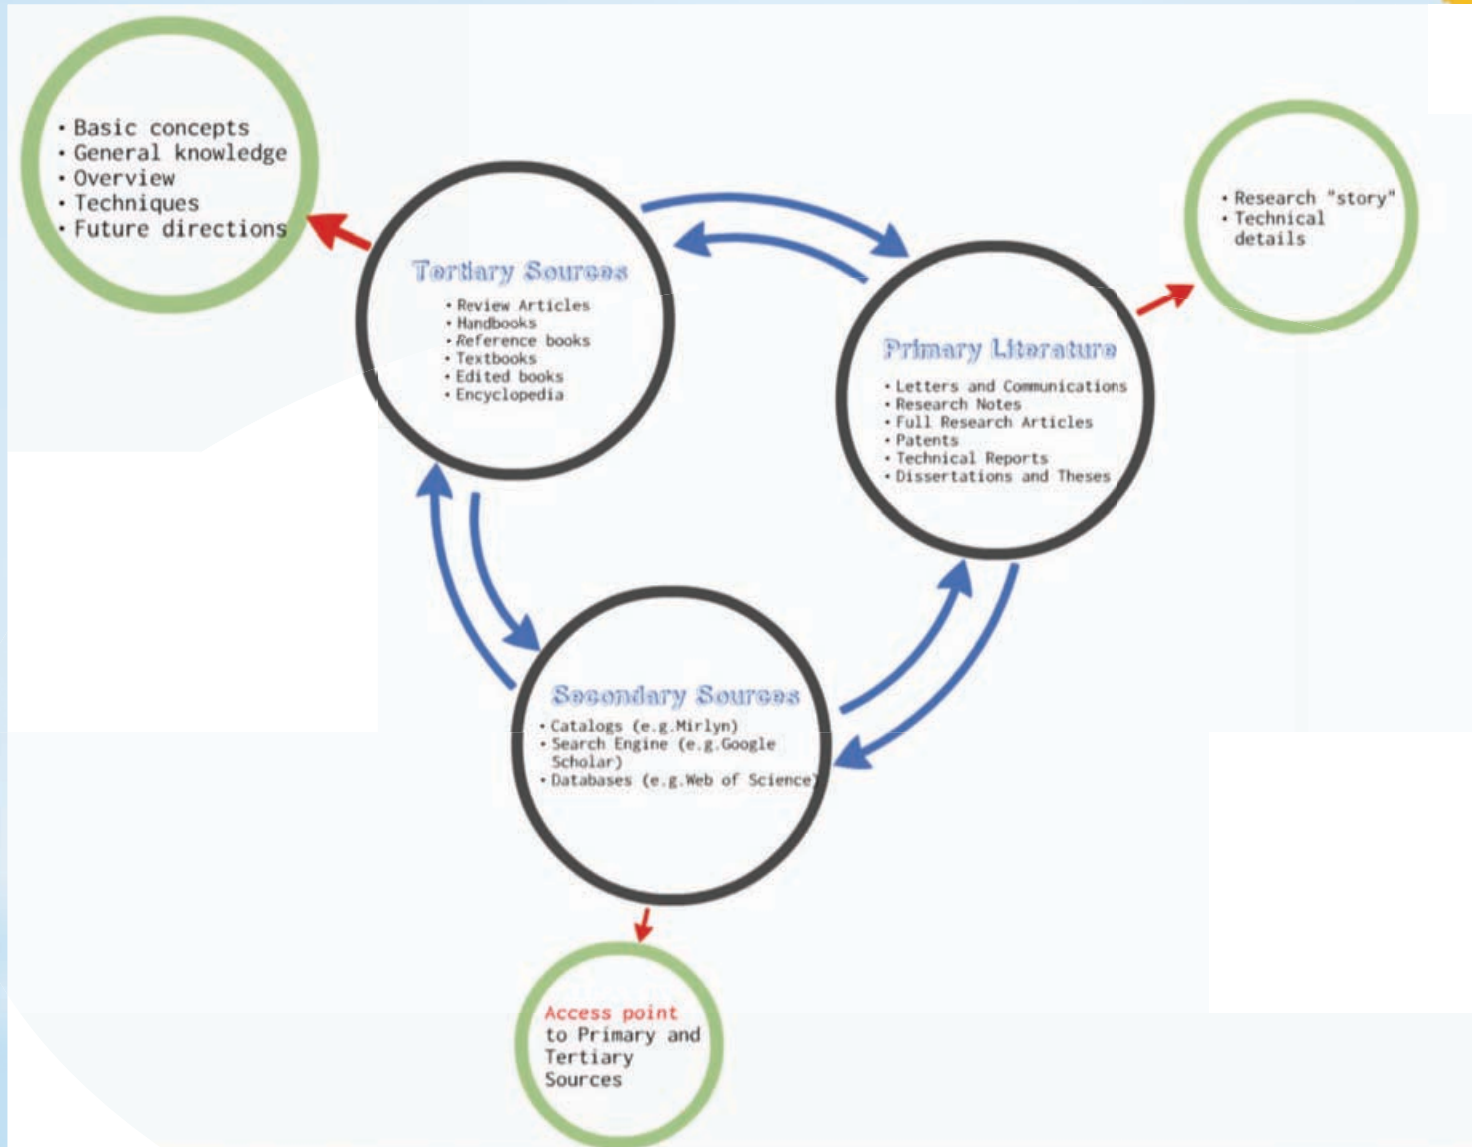 • Basic concepts
• General knowledge
• Overview
• Techniques
• Future directions
Tertiary Sources
• Review Articles
• Handbooks
• Reference books
• Textbooks
• Edited books
• Encyclopedia
• Research "story"
• Technical
details
Primary Literature
• Letters and Communications
• Research Notes
• Full Research Articles
• Patents
• Technical Reports
• Dissertations and Theses
Secondary Sources
• Catalogs (e.g.Mirlyn)
• Search Engine (e.g.Google
Scholar)
• Databases (e.g.Web of Science)
Access point
to Primary and
Tertiary
Sources